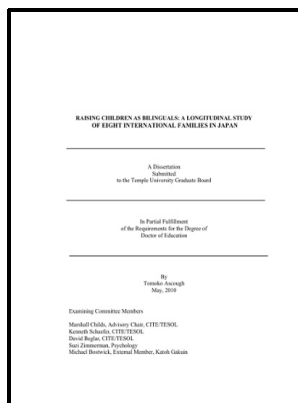 RAISING CHILDREN AS BILINGUALS: A LONGITUDINAL STUDY
OF EIGHT INTERNATIONAL FAMILIES IN JAPAN
A Dissertation
Submitted
to the Temple University Graduate Board
In Partial Fulfillment
of the Requirements for the Degree of
Doctor of Education
By
Tomoko Ascough
May, 2010
Examining Committee Members
Marshall Childs, Advisory Chair, CITE/TESOL
Kenneth Schaefer, CITE/TESOL
David Beglar, CITE/TESOL
Suzi Zimmerman, Psychology
Michael Bostwick, External Member, Katoh Gakuin